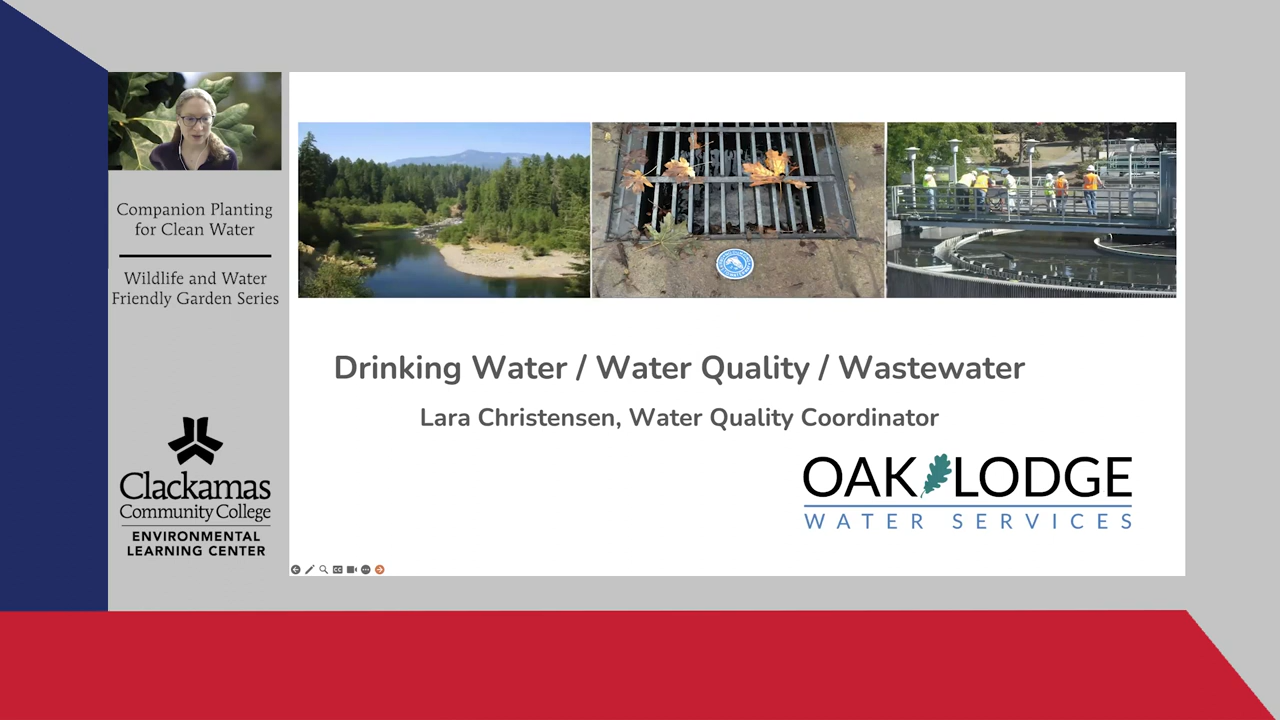 Companion Planting
for Clean Water
Wildlife and Water
Friendly Garden Series
Clackamas
Community College
ENVIRONMENTAL
LEARNING CENTER
Drinking Water / Water Quality / Wastewater
Lara Christensen, Water Quality Coordinator
OAK LODGE
WATER SERVICES